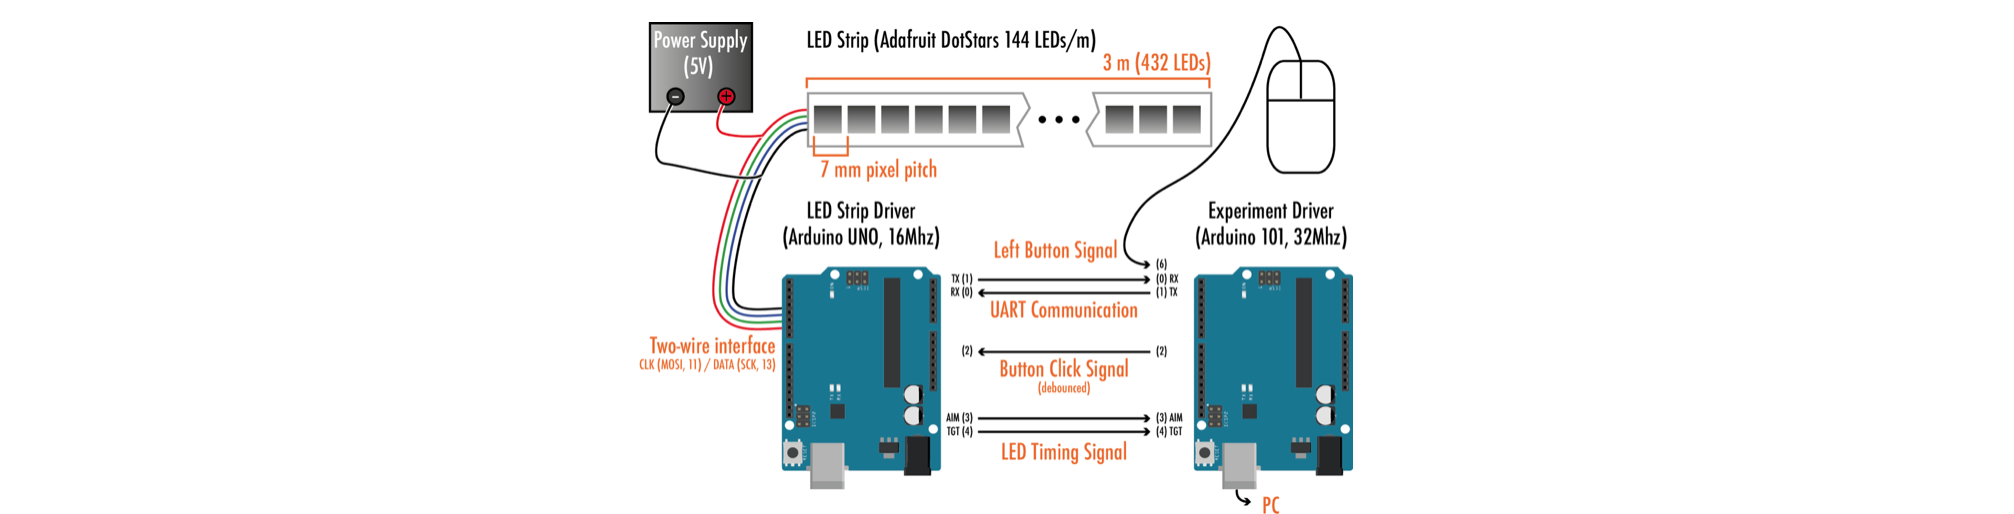 Power Supply
(5V)
LED Strip (Adafruit DotStars 144 LEDs/m)
3 m (432 LEDs)
7 mm pixel pitch
LED Strip Driver
(Arduino UNO, 16Mhz)
Experiment Driver
(Arduino 101, 32Mhz)
Left Button Signal
(6)
TX (1)
(0) RX
RX (0)
(1) TX
UART Communication
Two-wire interface
CLK (MOSI, 11) / DATA (SCK, 13)
(2)
(2)
Button Click Signal
(debounced)
AIM (3)
(3) AIM
TGT (4)
(4) TGT
LED Timing Signal
PC